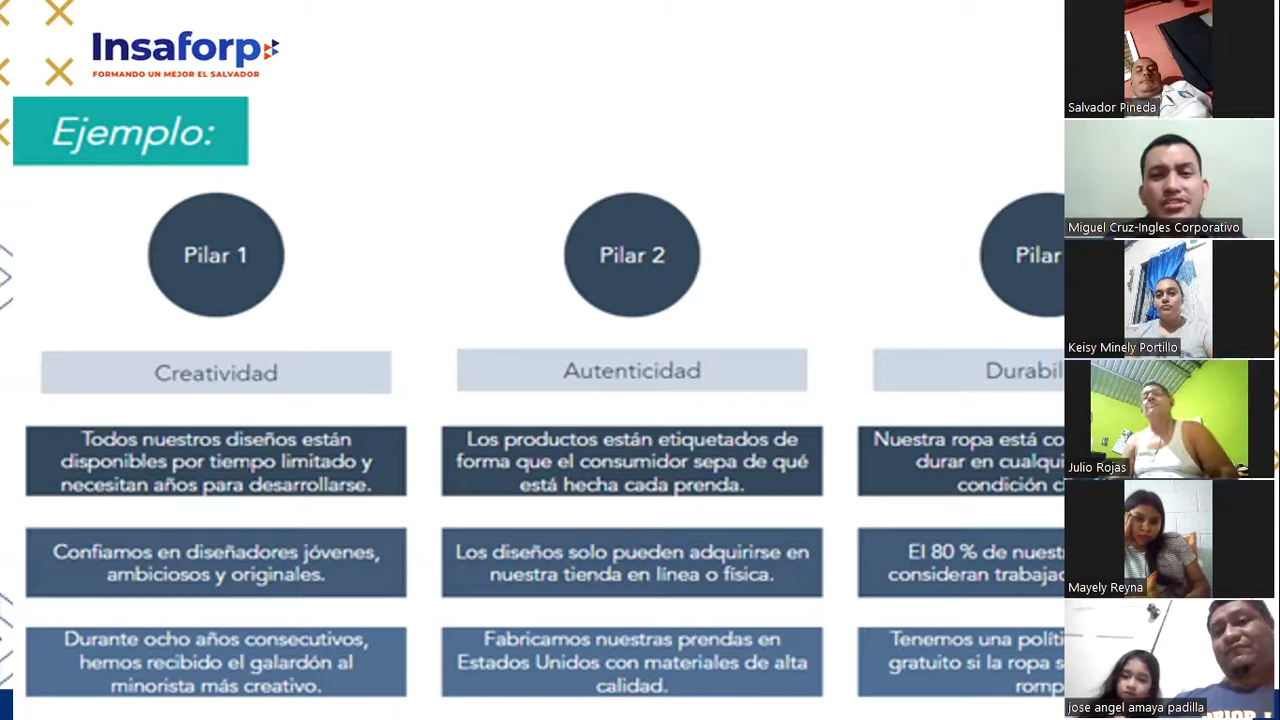 Insaforp
FORMANDO UN MEJOR EL SALVADOR
Ejemplo:
Pilar 1
Creatividad
Todos nuestros diseños están
disponibles por tiempo limitado y
necesitan años para desarrollarse.
Confiamos en diseñadores jóvenes,
ambiciosos y originales.
Durante ocho años consecutivos,
hemos recibido el galardón al
minorista más creativo.
Pilar 2
Autenticidad
Los productos están etiquetados de
forma que el consumidor sepa de qué
está hecha cada prenda.
Los diseños solo pueden adquirirse en
nuestra tienda en línea o física.
Fabricamos nuestras prendas en
Estados Unidos con materiales de alta
calidad.
Pilar
Durabil
Nuestra ropa está co
durar en cualqui
condición c
El 80 % de nuest
consideran trabaja
Tenemos una polít
gratuito si la ropa s
romp
Salvador Pineda
Miguel Cruz-Ingles Corporativo
Keisy Minely Portillo
Julio Rojas
Mayely Reyna
jose angel amaya padilla